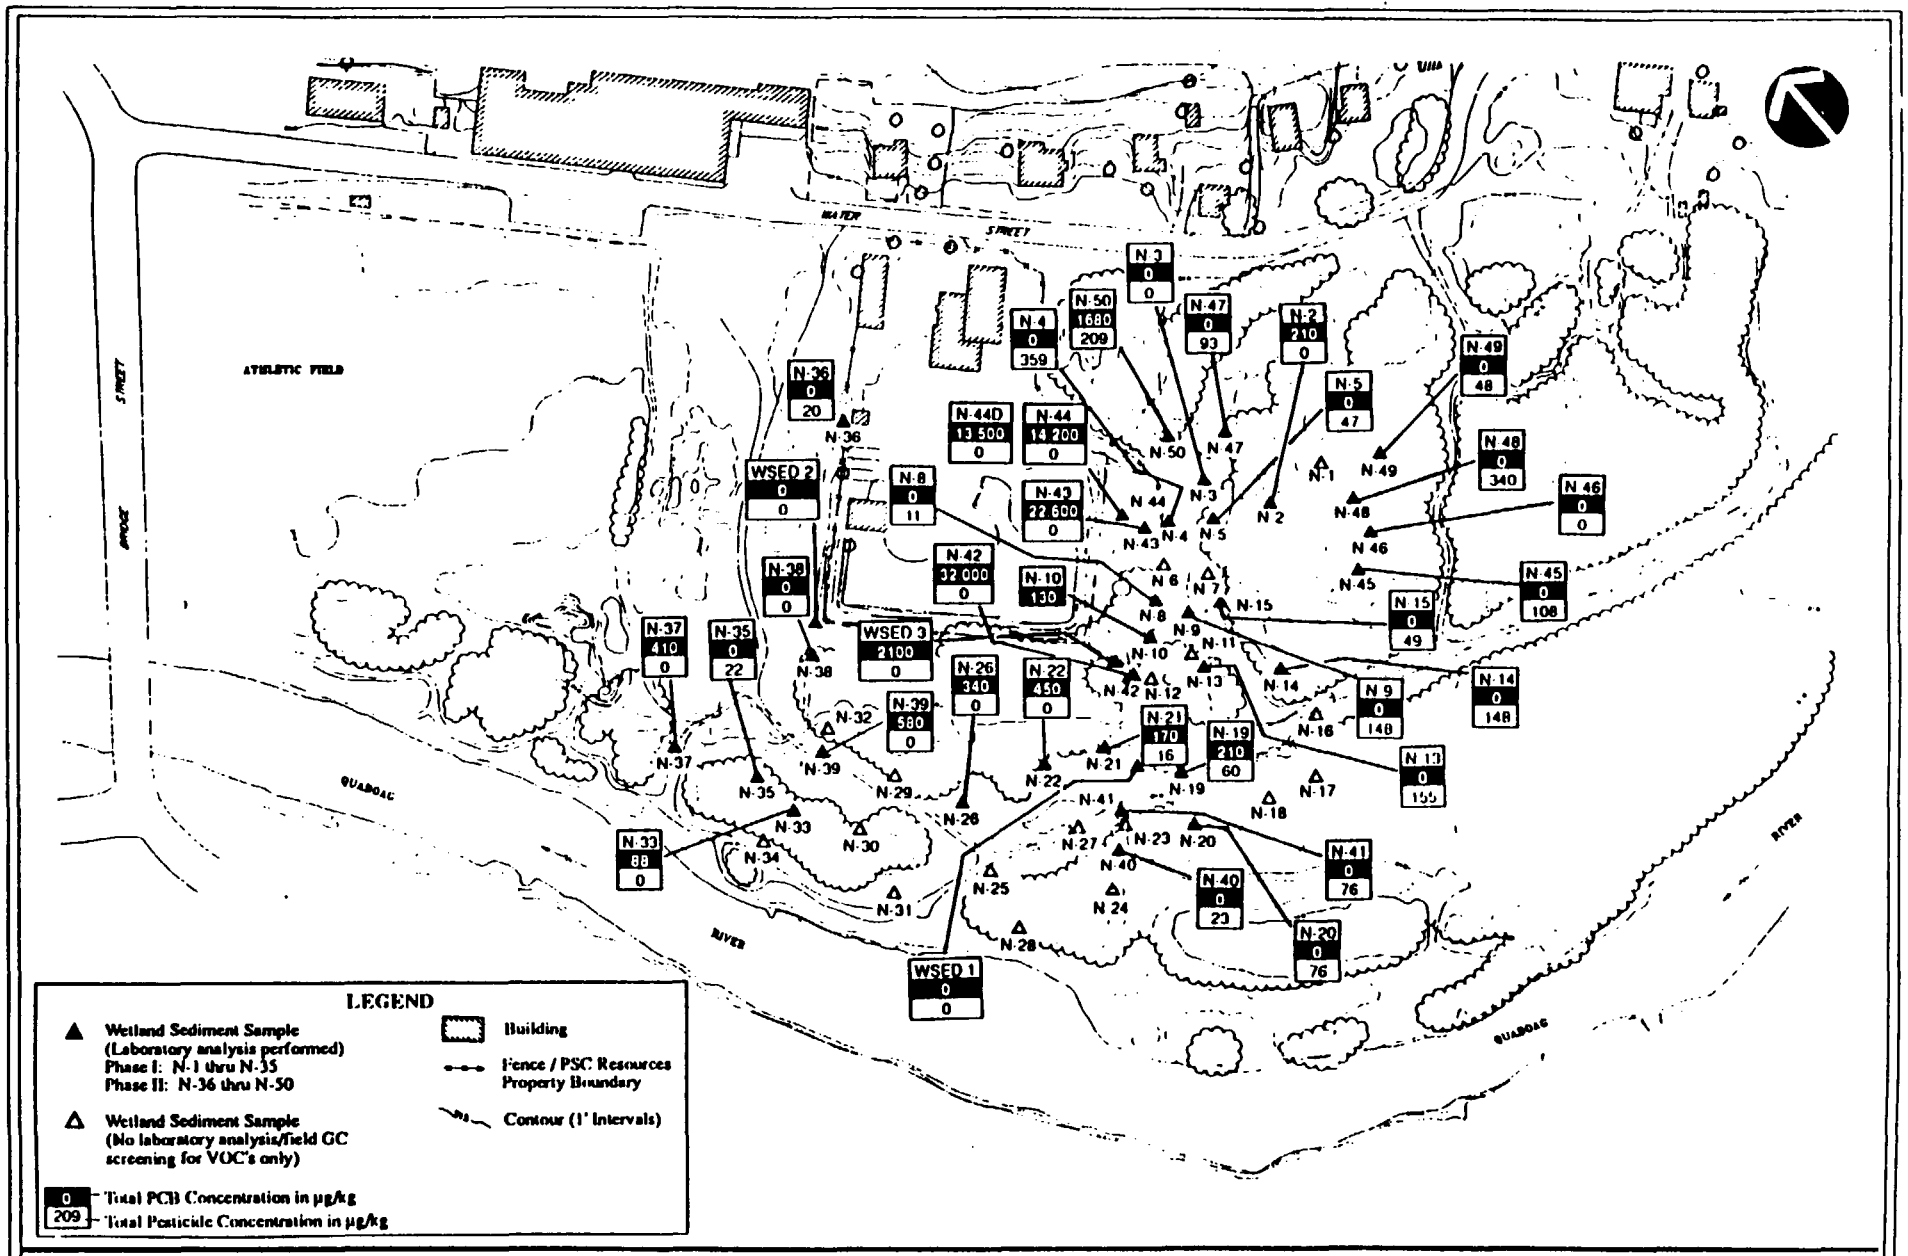 WATER
STREET
ATHLETIC FIELD
STREET
BRIDGE
QUABOAG
RIVER
RIVER
QUABOAG
N-3
0
0
N-50
1680
209
N-47
0
93
N-4
0
359
N-2
210
0
N-49
0
48
N-36
0
20
N-5
0
47
N-44D
13 500
0
N-44
14 200
0
N-48
0
340
WSED 2
0
0
N-8
0
11
N-43
22 600
0
N 46
0
0
N-42
32 000
0
N-38
0
0
N-10
130
N-45
0
108
N-15
0
49
N-37
410
0
N-35
0
22
WSED 3
2100
0
N-26
340
0
N-22
450
0
N 9
0
148
N-14
0
148
N-39
580
0
N-21
170
16
N-19
210
60
N 13
0
155
N-33
88
0
N-41
0
76
N-40
0
23
N-20
0
76
WSED 1
0
0
N-36
N-50
N-47
N-1
N-49
N-3
N-44
N 2
N-48
N-43
N-4
N-5
N-46
N 6
N 7
N-45
N-8
N-15
N-9
N-11
N-10
N-38
N-42
N-12
N-13
N-14
N-32
N-16
N-37
N-39
N-21
N-22
N-35
N-29
N-41
N-19
N-17
N-18
N-33
N-26
N-34
N-30
N-27
N-23
N-20
N-40
N-25
N-31
N 24
N-28
LEGEND
Wetland Sediment Sample
(Laboratory analysis performed)
Phase I: N-1 thru N-35
Phase II: N-36 thru N-50
Wetland Sediment Sample
(No laboratory analysis/field GC
screening for VOC's only)
0
Total PCB Concentration in µg/kg
209
Total Pesticide Concentration in µg/kg
Building
Fence / PSC Resources
Property Boundary
Contour (1' Intervals)